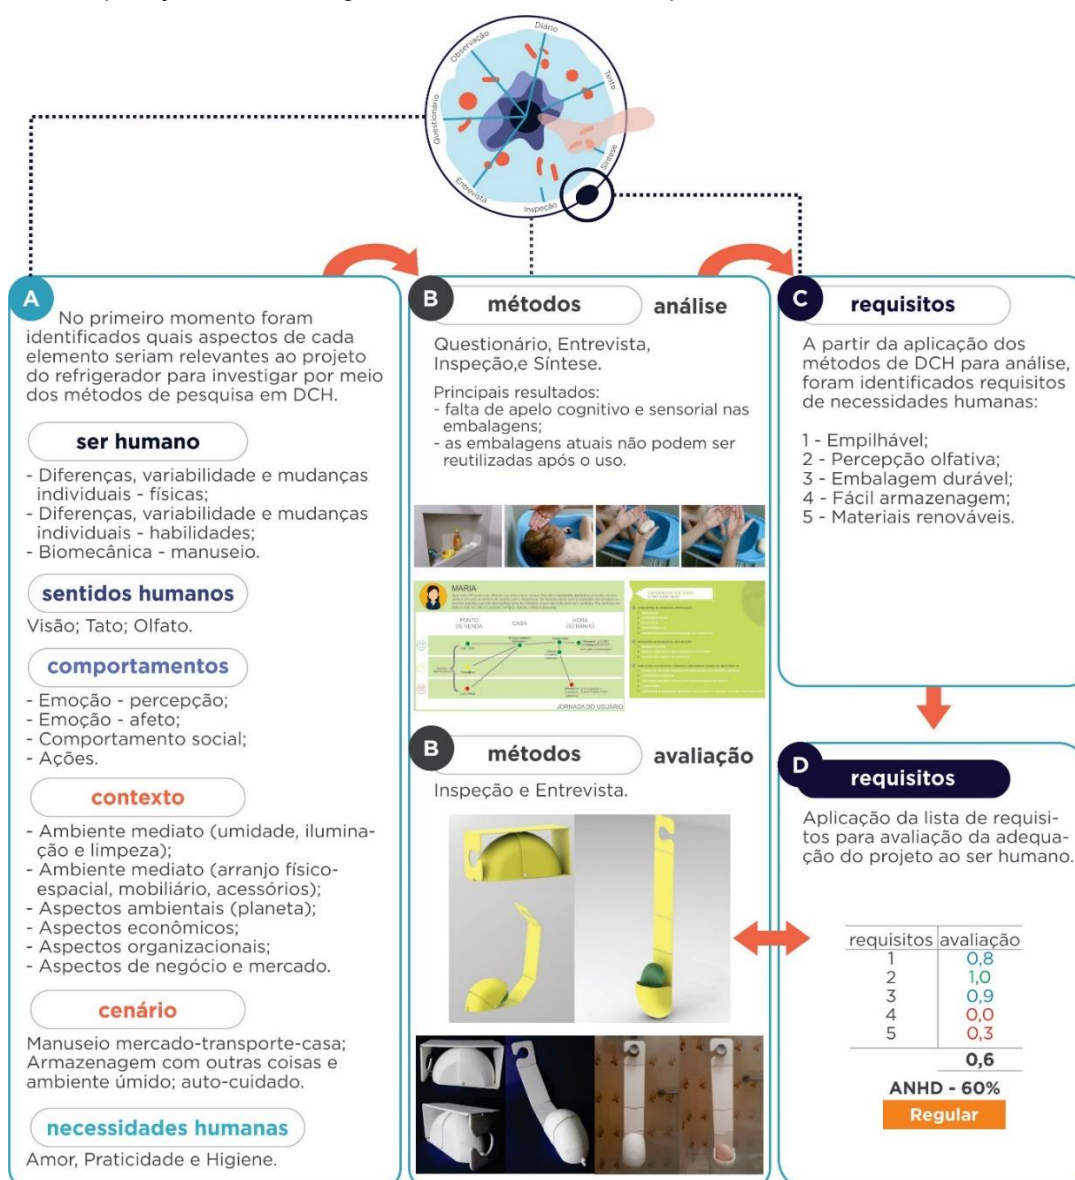 Diário
Observação
Teste
Questionário
Síntese
Entrevista
Inspeção
A
No primeiro momento foram
identificados quais aspectos de cada
elemento seriam relevantes ao projeto
do refrigerador para investigar por meio
dos métodos de pesquisa em DCH.
ser humano
- Diferenças, variabilidade e mudanças
individuais - físicas;
- Diferenças, variabilidade e mudanças
individuais - habilidades;
- Biomecânica - manuseio.
sentidos humanos
Visão; Tato; Olfato.
comportamentos
- Emoção - percepção;
- Emoção - afeto;
- Comportamento social;
- Ações.
contexto
- Ambiente mediato (umidade, ilumina-
ção e limpeza);
- Ambiente mediato (arranjo físico-
espacial, mobiliário, acessórios);
- Aspectos ambientais (planeta);
- Aspectos econômicos;
- Aspectos organizacionais;
- Aspectos de negócio e mercado.
cenário
Manuseio mercado-transporte-casa;
Armazenagem com outras coisas e
ambiente úmido; auto-cuidado.
necessidades humanas
Amor, Praticidade e Higiene.
B
métodos análise
Questionário, Entrevista,
Inspeção,e Síntese.
Principais resultados:
- falta de apelo cognitivo e sensorial nas
embalagens;
- as embalagens atuais não podem ser
reutilizadas após o uso.
MARIA
PONTO
DE VENDA
CASA
HORA
DO BANHO
JORNADA DO USUÁRIO
B
métodos avaliação
Inspeção e Entrevista.
C
requisitos
A partir da aplicação dos
métodos de DCH para análise,
foram identificados requisitos
de necessidades humanas:
1 - Empilhável;
2 - Percepção olfativa;
3 - Embalagem durável;
4 - Fácil armazenagem;
5 - Materiais renováveis.
D
requisitos
Aplicação da lista de requisi-
tos para avaliação da adequa-
ção do projeto ao ser humano.
requisitos avaliação
1 0,8
2 1,0
3 0,9
4 0,0
5 0,3
0,6
ANHD - 60%
Regular